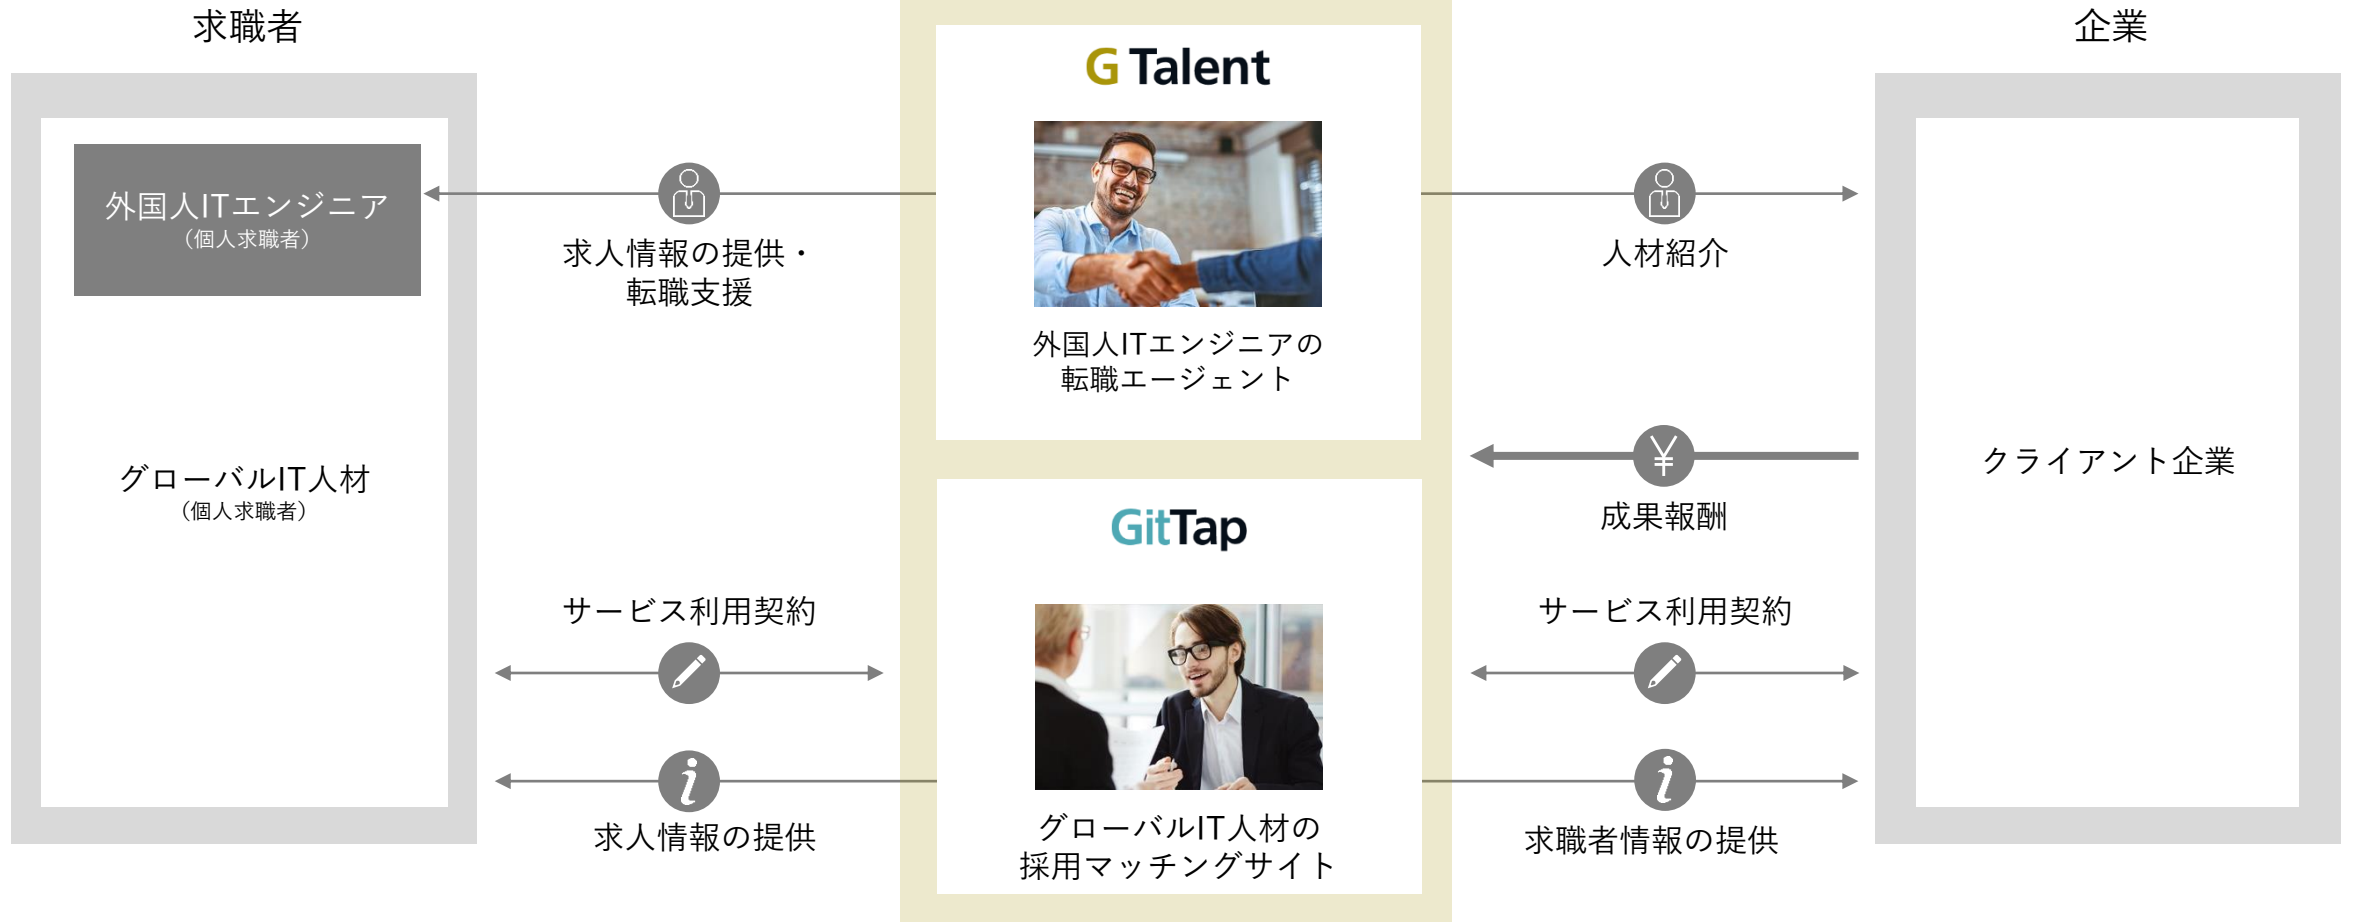 求職者
外国人ITエンジニア
（個人求職者）
グローバルIT人材
（個人求職者）
求人情報の提供・
転職支援
サービス利用契約
求人情報の提供
G Talent
外国人ITエンジニアの
転職エージェント
GitTap
グローバルIT人材の
採用マッチングサイト
人材紹介
¥
成果報酬
サービス利用契約
i
求職者情報の提供
i
企業
クライアント企業